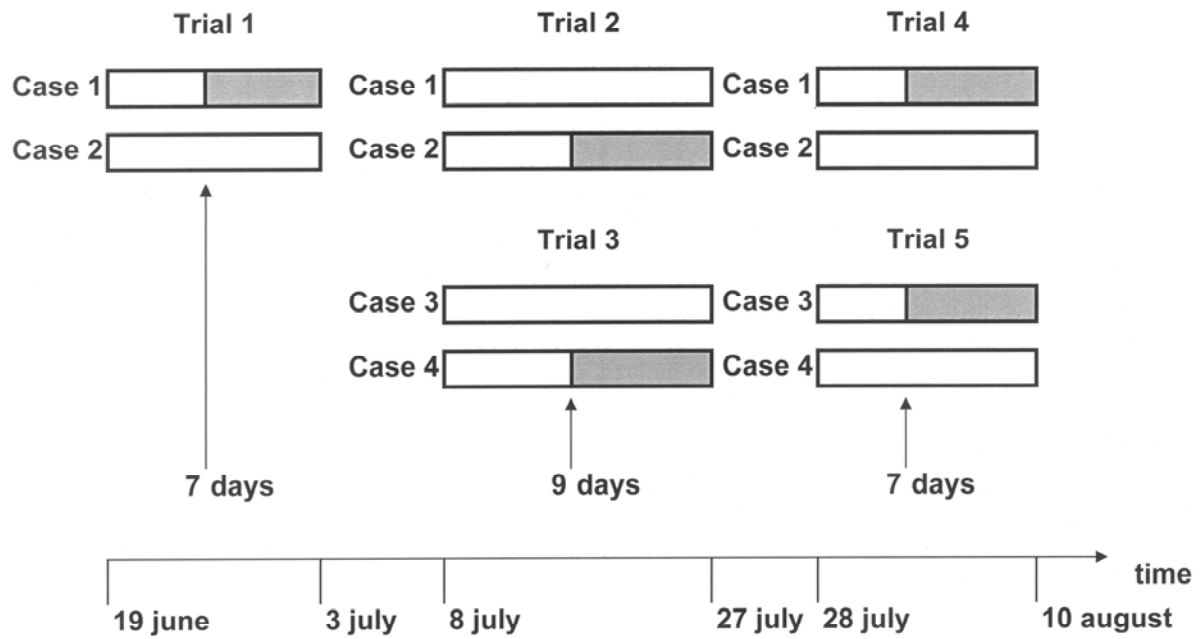 Trial 1
Trial 2
Trial 4
Case 1
Case 1
Case 1
Case 2
Case 2
Case 2
Trial 3
Trial 5
Case 3
Case 3
Case 4
Case 4
7 days
9 days
7 days
time
19 june
3 july
8 july
27 july
28 july
10 august